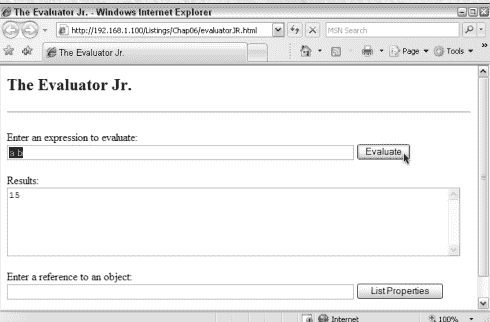 The Evaluator Jr. - Windows Internet Explorer
http://192.168.1.100/Listings/Chap06/evaluatorJR.html
MSN Search
The Evaluator Jr.
Page
Tools
The Evaluator Jr.
Enter an expression to evaluate:
a b
Evaluate
Results:
15
Enter a reference to an object:
List Properties
Internet
100%